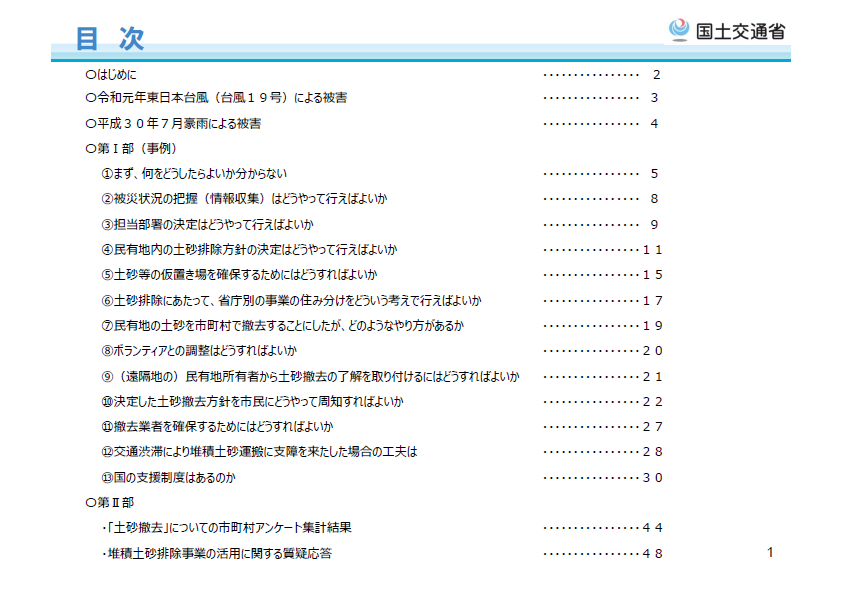 目 次
国土交通省
○はじめに ················ 2
○令和元年東日本台風（台風１９号）による被害 ················ 3
○平成３０年７月豪雨による被害 ················ 4
○第Ⅰ部（事例）
①まず、何をどうしたらよいか分からない ················ 5
②被災状況の把握（情報収集）はどうやって行えばよいか ················ 8
③担当部署の決定はどうやって行えばよいか ················ 9
④民有地内の土砂排除方針の決定はどうやって行えばよいか ················１１
⑤土砂等の仮置き場を確保するためにはどうすればよいか ················１５
⑥土砂排除にあたって、省庁別の事業の住み分けをどういう考えで行えばよいか ················１７
⑦民有地の土砂を市町村で撤去することにしたが、どのようなやり方があるか ················１９
⑧ボランティアとの調整はどうすればよいか ················２０
⑨（遠隔地の）民有地所有者から土砂撤去の了解を取り付けるにはどうすればよいか ················２１
⑩決定した土砂撤去方針を市民にどうやって周知すればよいか ················２２
⑪撤去業者を確保するためにはどうすればよいか ················２７
⑫交通渋滞により堆積土砂運搬に支障を来たした場合の工夫は ················２８
⑬国の支援制度はあるのか ················３０
○第Ⅱ部
・「土砂撤去」についての市町村アンケート集計結果 ················４４
・堆積土砂排除事業の活用に関する質疑応答 ················４８
1